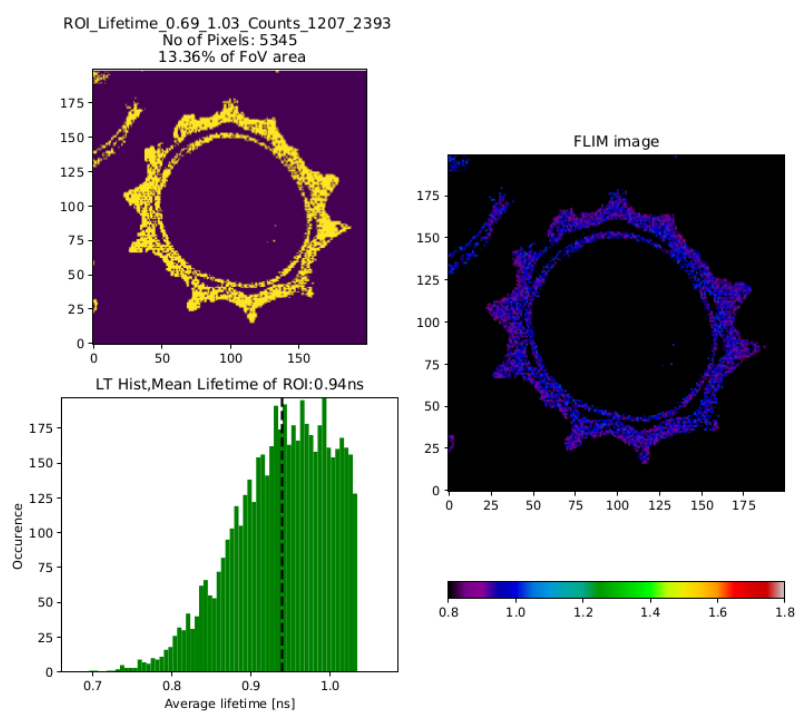 ROI_Lifetime_0.69_1.03_Counts_1207_2393
No of Pixels: 5345
13.36% of FoV area
175
150
125
100
75
50
25
0
0 50 100 150
FLIM image
175
150
125
100
75
50
25
0
0 25 50 75 100 125 150 175
LT Hist,Mean Lifetime of ROI:0.94ns
Occurence
175
150
125
100
75
50
25
0
0.7 0.8 0.9 1.0
Average lifetime [ns]
0.8 1.0 1.2 1.4 1.6 1.8